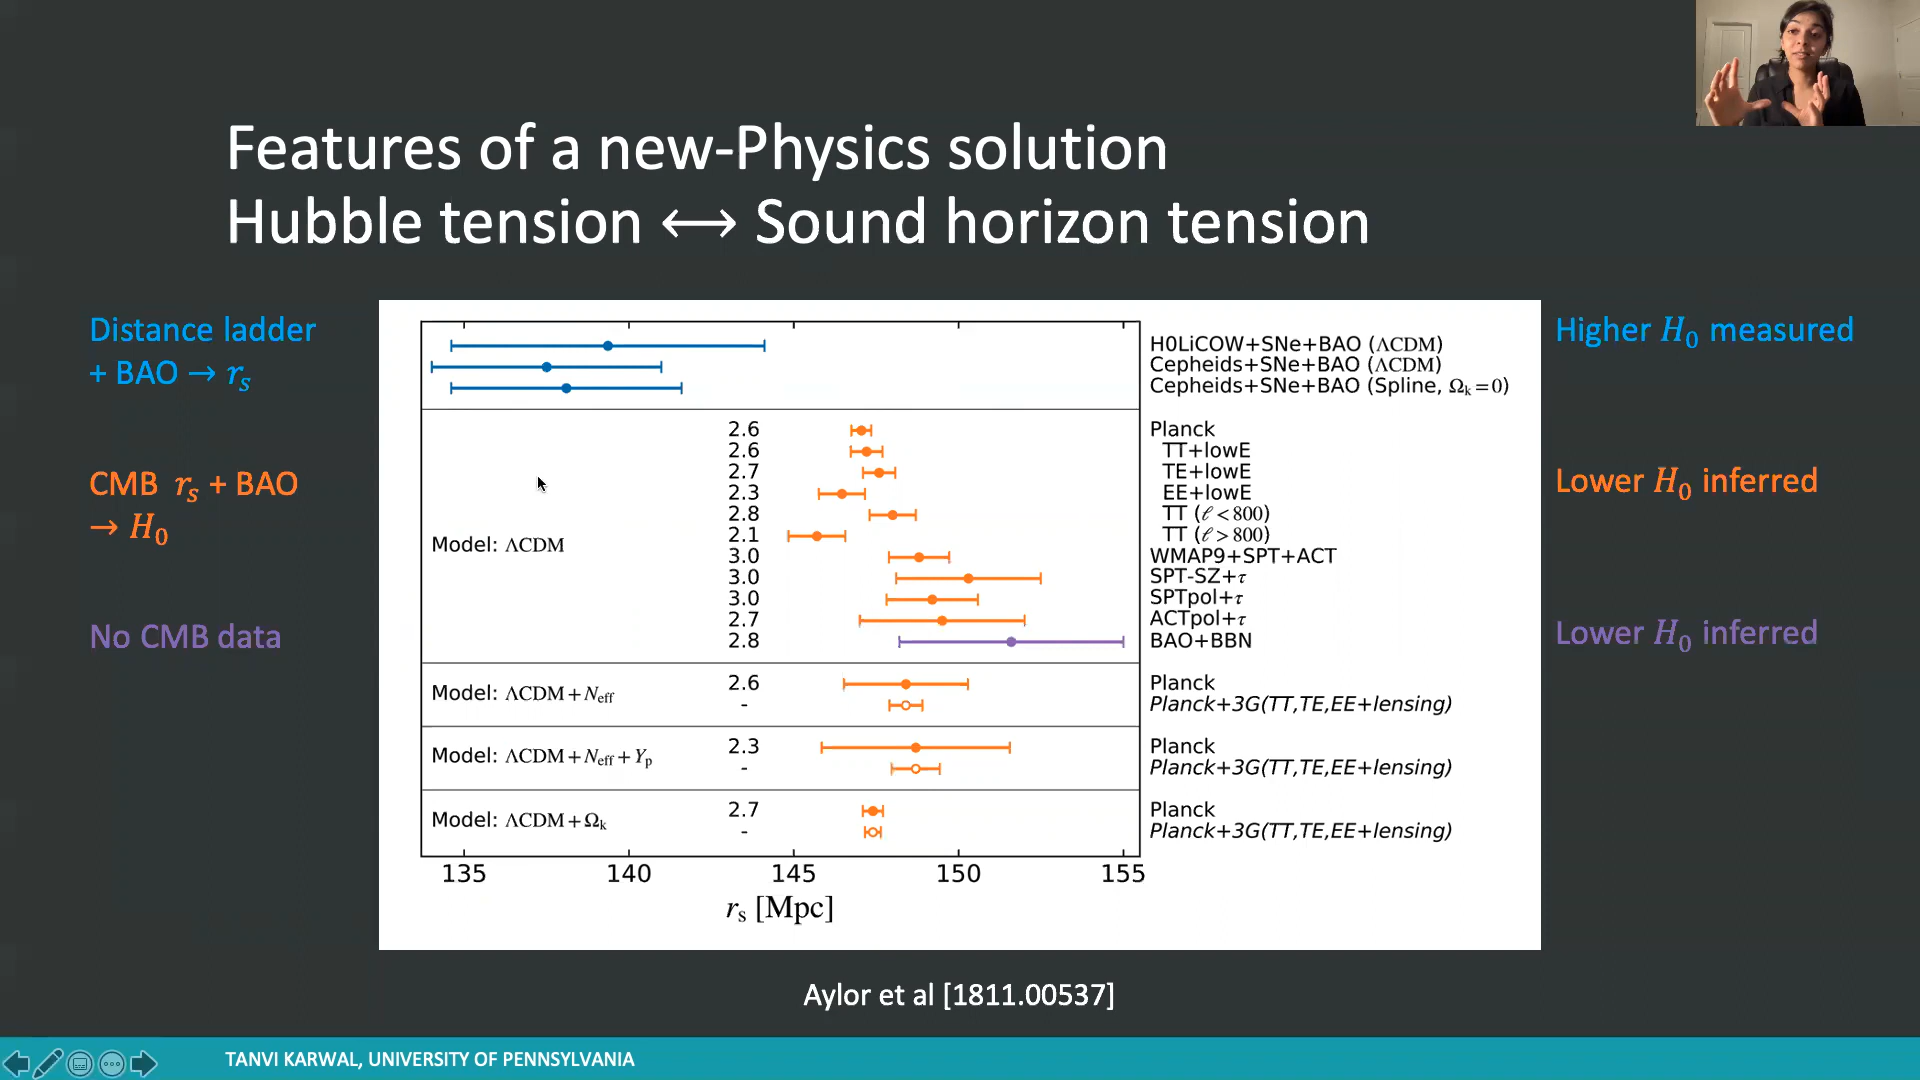 Features of a new-Physics solution
Hubble tension ⟷ Sound horizon tension
Distance ladder
+ BAO → r_s
CMB r_s + BAO
→ H_0
No CMB data
H0LiCOW+SNe+BAO (ΛCDM)
Cepheids+SNe+BAO (ΛCDM)
Cepheids+SNe+BAO (Spline, Ω_k = 0)
Model: ΛCDM
2.6 Planck
2.6 TT+lowE
2.7 TE+lowE
2.3 EE+lowE
2.8 TT (ℓ < 800)
2.1 TT (ℓ > 800)
3.0 WMAP9+SPT+ACT
3.0 SPT-SZ+τ
3.0 SPTpol+τ
2.7 ACTpol+τ
2.8 BAO+BBN
Model: ΛCDM + N_eff
2.6 Planck
- Planck+3G(TT,TE,EE+lensing)
Model: ΛCDM + N_eff + Y_p
2.3 Planck
- Planck+3G(TT,TE,EE+lensing)
Model: ΛCDM + Ω_k
2.7 Planck
- Planck+3G(TT,TE,EE+lensing)
135 140 145 150 155
r_s [Mpc]
Higher H_0 measured
Lower H_0 inferred
Lower H_0 inferred
Aylor et al [1811.00537]
TANVI KARWAL, UNIVERSITY OF PENNSYLVANIA